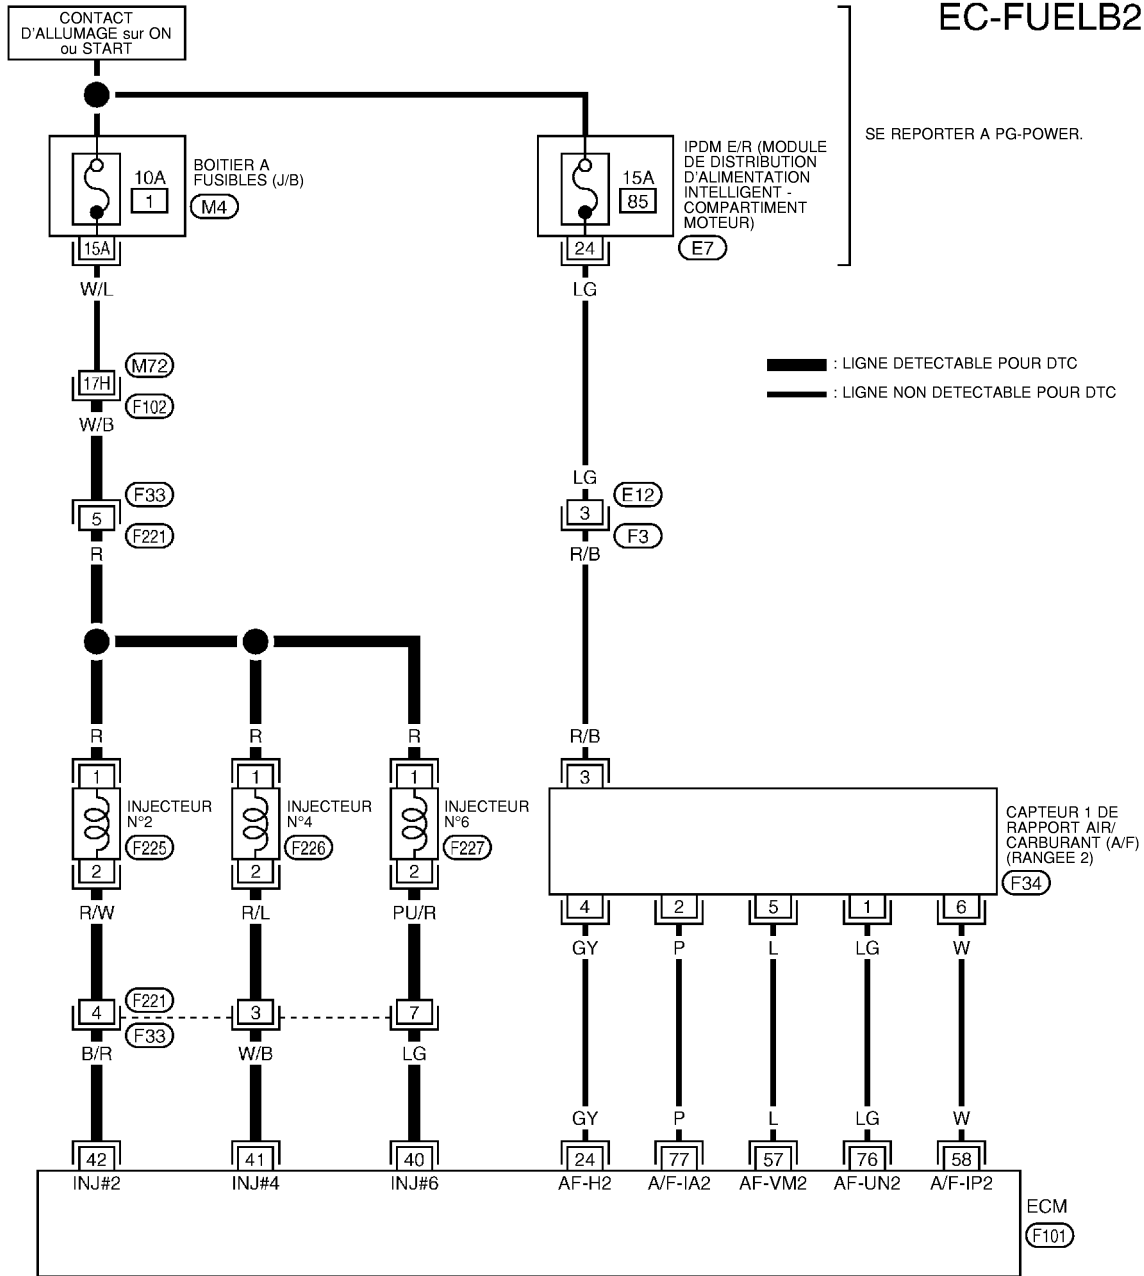 EC-FUELB2
CONTACT
D'ALLUMAGE sur ON
ou START
SE REPORTER A PG-POWER.
10A
1
BOITIER A
FUSIBLES (J/B)
M4
15A
85
IPDM E/R (MODULE
DE DISTRIBUTION
D'ALIMENTATION
INTELLIGENT -
COMPARTIMENT
MOTEUR)
E7
15A
24
W/L
LG
: LIGNE DETECTABLE POUR DTC
: LIGNE NON DETECTABLE POUR DTC
M72
17H
F102
W/B
LG
F33
5
F221
R
E12
3
F3
R/B
R
R
R
R/B
1
1
1
3
INJECTEUR
N°2
F225
INJECTEUR
N°4
F226
INJECTEUR
N°6
F227
CAPTEUR 1 DE
RAPPORT AIR/
CARBURANT (A/F)
(RANGEE 2)
F34
2
2
2
4
2
5
1
6
R/W
R/L
PU/R
GY
P
L
LG
W
4
F221
F33
3
7
B/R
W/B
LG
GY
P
L
LG
W
42
41
40
24
77
57
76
58
INJ#2
INJ#4
INJ#6
AF-H2
A/F-IA2
AF-VM2
AF-UN2
A/F-IP2
ECM
F101